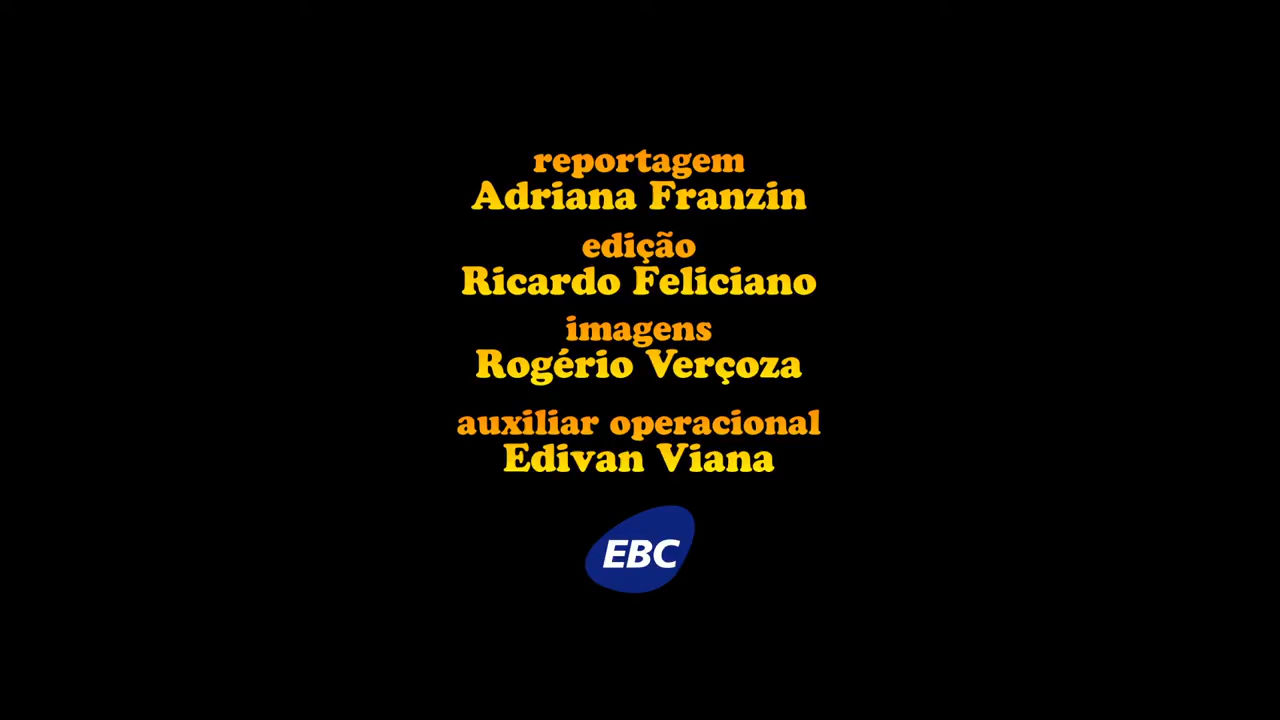 reportagem
Adriana Franzin
edição
Ricardo Feliciano
imagens
Rogério Verçoza
auxiliar operacional
Edivan Viana
EBC